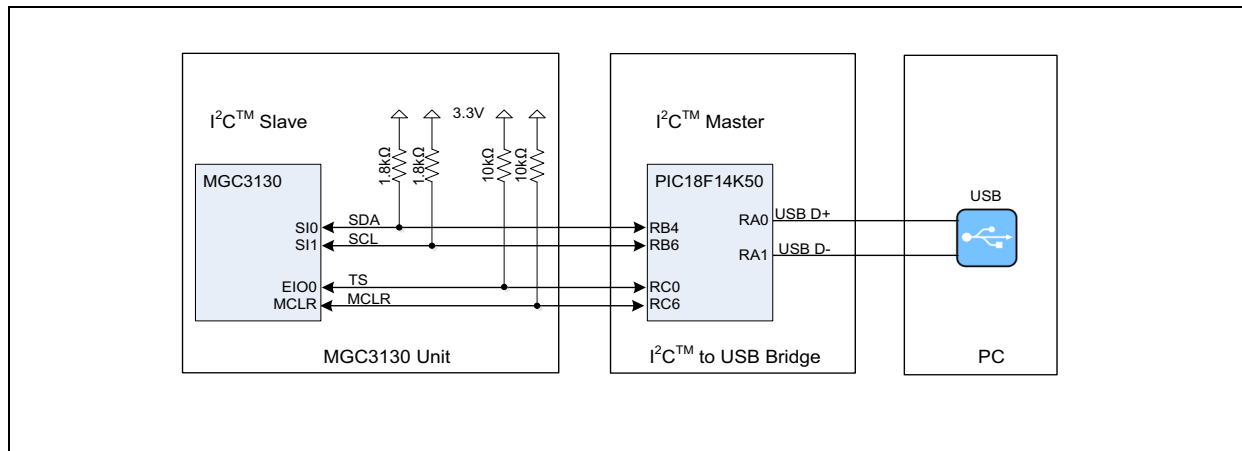 I²C™ Slave
3.3V
I²C™ Master
1.8kΩ
1.8kΩ
10kΩ
10kΩ
MGC3130
PIC18F14K50
USB
SI0
SDA
RB4
RA0
USB D+
SI1
SCL
RB6
RA1
USB D-
EIO0
TS
RC0
MCLR
MCLR
RC6
MGC3130 Unit
I²C™ to USB Bridge
PC